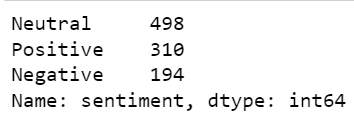 Neutral     498
Positive    310
Negative    194
Name: sentiment, dtype: int64